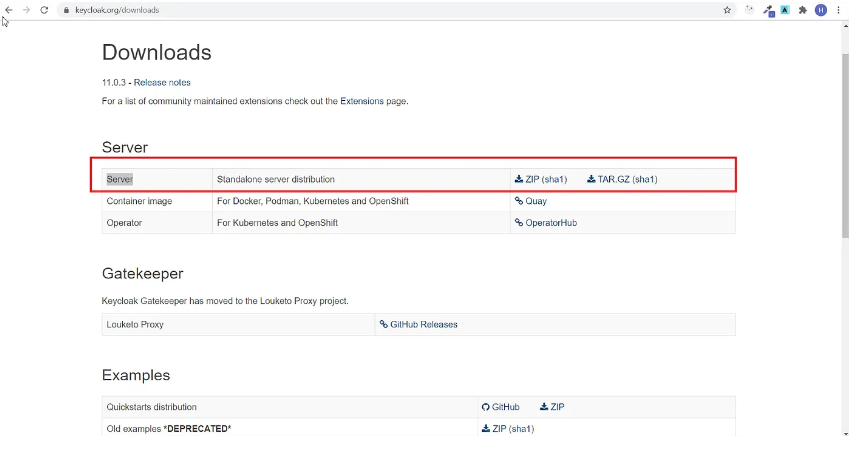 keycloak.org/downloads
H
Downloads
11.0.3 - Release notes
For a list of community maintained extensions check out the Extensions page.
Server
Server Standalone server distribution ZIP (sha1) TAR.GZ (sha1)
Container image For Docker, Podman, Kubernetes and OpenShift Quay
Operator For Kubernetes and OpenShift OperatorHub
Gatekeeper
Keycloak Gatekeeper has moved to the Louketo Proxy project.
Louketo Proxy GitHub Releases
Examples
Quickstarts distribution GitHub ZIP
Old examples *DEPRECATED* ZIP (sha1)